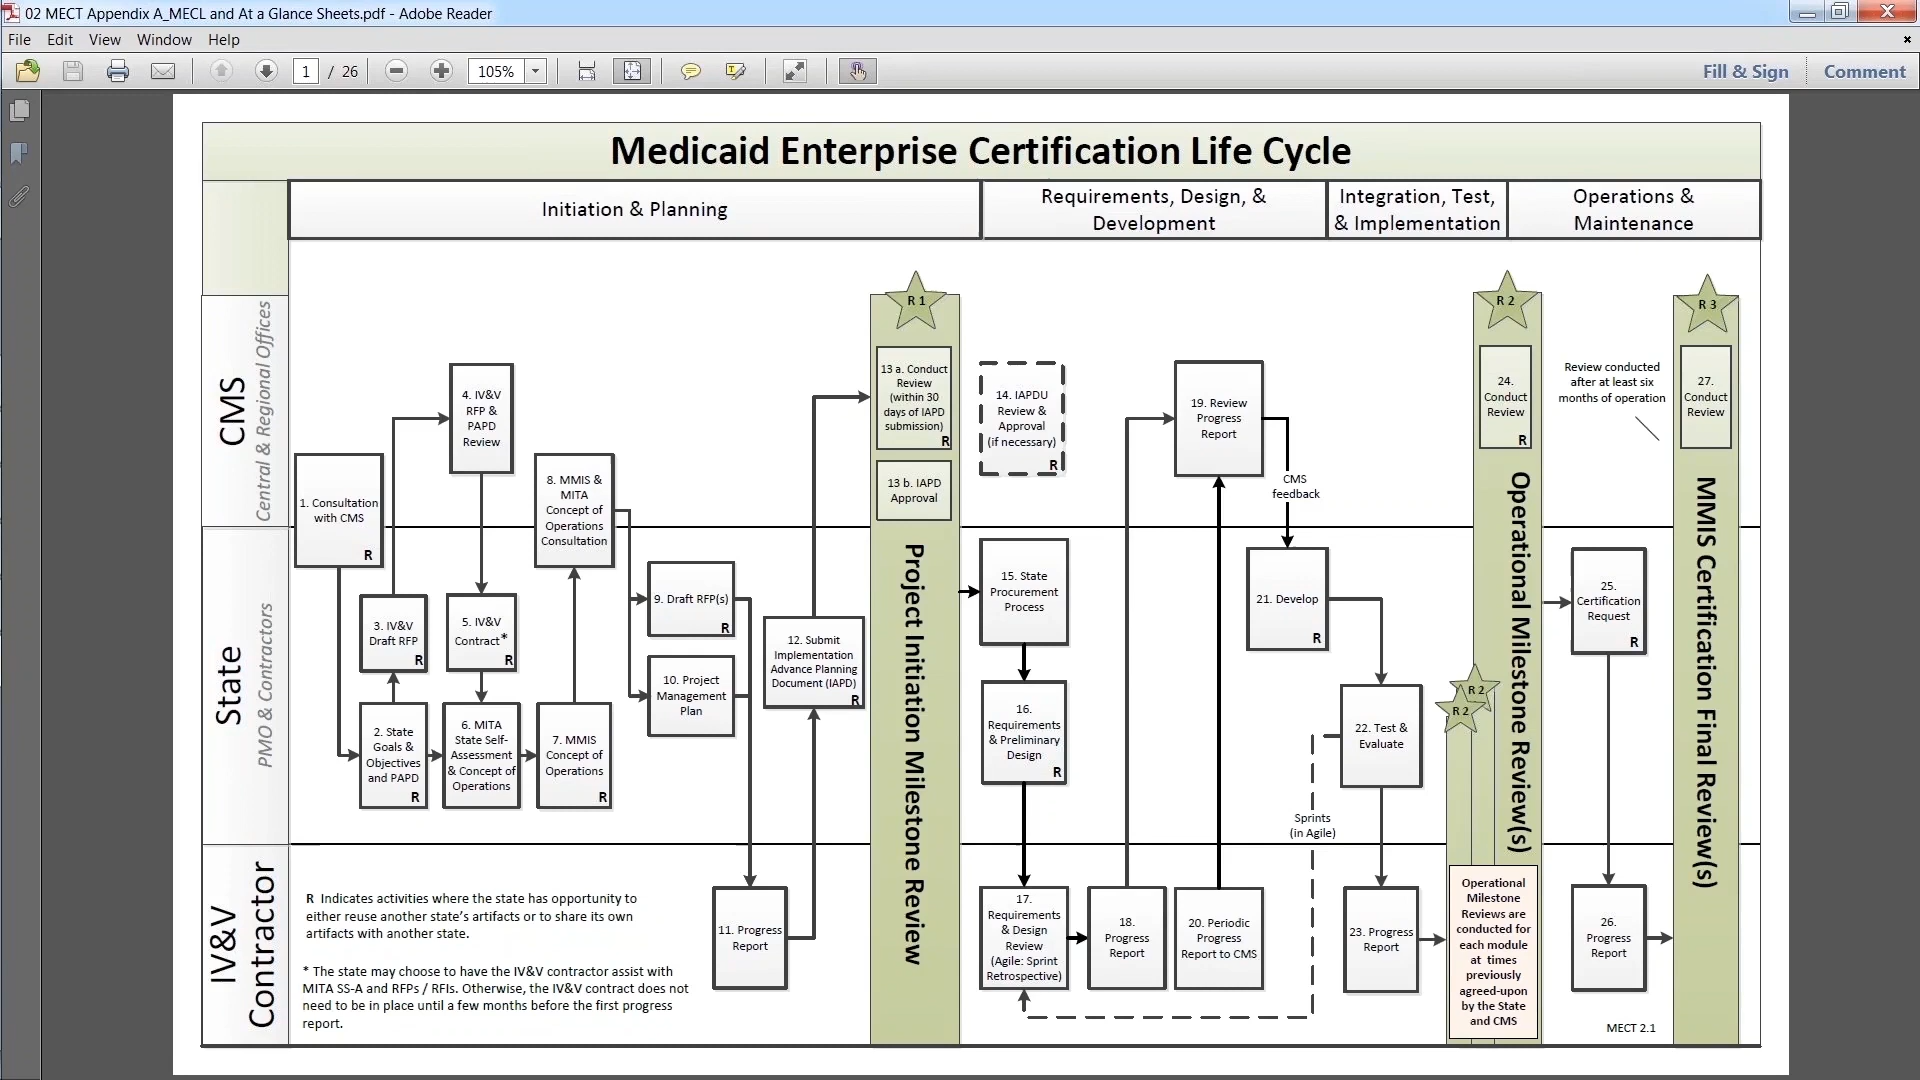 02 MECT Appendix A_MECL and At a Glance Sheets.pdf - Adobe Reader
File Edit View Window Help
1 / 26 105% Fill & Sign Comment
Medicaid Enterprise Certification Life Cycle
Initiation & Planning
Requirements, Design, &
Development
Integration, Test,
& Implementation
Operations &
Maintenance
CMS
Central & Regional Offices
State
PMO & Contractors
IV&V
Contractor
1. Consultation
with CMS
R
2. State
Goals &
Objectives
and PAPD
R
3. IV&V
Draft RFP
R
4. IV&V
RFP &
PAPD
Review
5. IV&V
Contract*
R
6. MITA
State Self-
Assessment
& Concept of
Operations
7. MMIS
Concept of
Operations
R
8. MMIS &
MITA
Concept of
Operations
Consultation
9. Draft RFP(s)
R
10. Project
Management
Plan
11. Progress
Report
12. Submit
Implementation
Advance Planning
Document (IAPD)
R
R 1
13 a. Conduct
Review
(within 30
days of IAPD
submission)
R
13 b. IAPD
Approval
Project Initiation Milestone Review
14. IAPDU
Review &
Approval
(if necessary)
R
15. State
Procurement
Process
16.
Requirements
& Preliminary
Design
R
17.
Requirements
& Design
Review
(Agile: Sprint
Retrospective)
18.
Progress
Report
19. Review
Progress
Report
20. Periodic
Progress
Report to CMS
CMS
feedback
21. Develop
R
22. Test &
Evaluate
Sprints
(in Agile)
23. Progress
Report
R 2
24.
Conduct
Review
R
Operational Milestone Review(s)
R 2
R 2
Operational
Milestone
Reviews are
conducted for
each module
at times
previously
agreed-upon
by the State
and CMS
Review conducted
after at least six
months of operation
25.
Certification
Request
R
26.
Progress
Report
R 3
27.
Conduct
Review
MMIS Certification Final Review(s)
R Indicates activities where the state has opportunity to
either reuse another state's artifacts or to share its own
artifacts with another state.
* The state may choose to have the IV&V contractor assist with
MITA SS-A and RFPs / RFIs. Otherwise, the IV&V contract does not
need to be in place until a few months before the first progress
report.
MECT 2.1